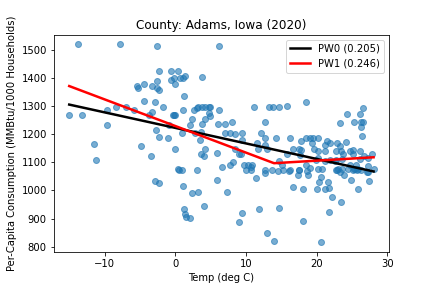 County: Adams, Iowa (2020)
PW0 (0.205)
PW1 (0.246)
Per-Capita Consumption (MMBtu/1000 Households)
1500
1400
1300
1200
1100
1000
900
800
−10
0
10
20
30
Temp (deg C)